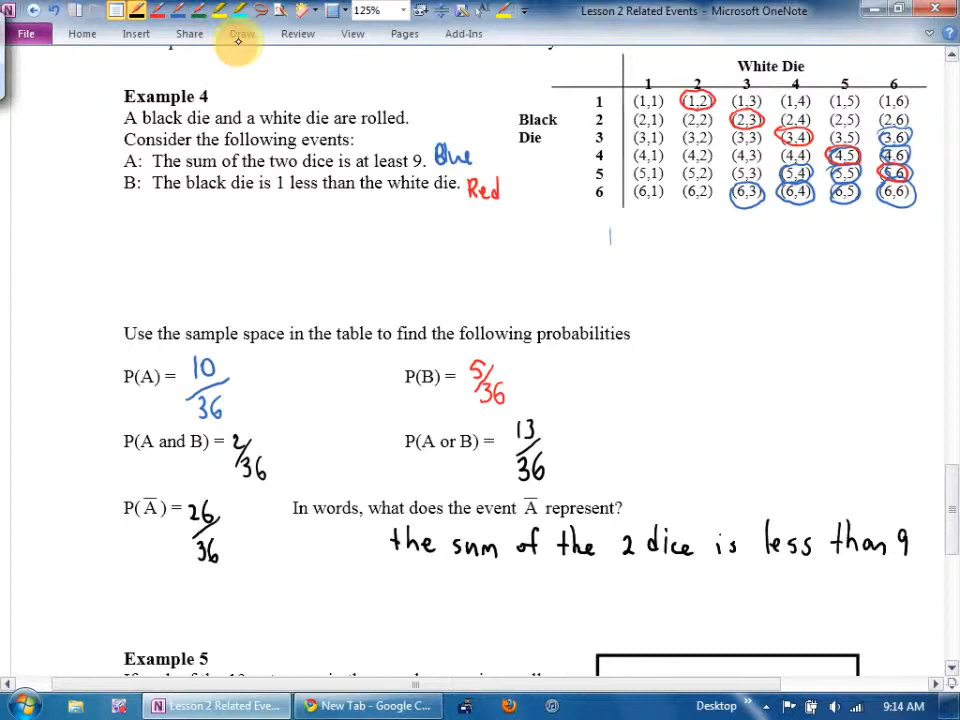 125%
Lesson 2 Related Events - Microsoft OneNote
File Home Insert Share Draw Review View Pages Add-Ins
White Die
1 2 3 4 5 6
Example 4
A black die and a white die are rolled.
Consider the following events:
A: The sum of the two dice is at least 9. Blue
B: The black die is 1 less than the white die. Red
1 (1,1) (1,2) (1,3) (1,4) (1,5) (1,6)
Black 2 (2,1) (2,2) (2,3) (2,4) (2,5) (2,6)
Die 3 (3,1) (3,2) (3,3) (3,4) (3,5) (3,6)
4 (4,1) (4,2) (4,3) (4,4) (4,5) (4,6)
5 (5,1) (5,2) (5,3) (5,4) (5,5) (5,6)
6 (6,1) (6,2) (6,3) (6,4) (6,5) (6,6)
Use the sample space in the table to find the following probabilities
P(A) = 10/36 P(B) = 5/36
P(A and B) = 2/36 P(A or B) = 13/36
P(A̅) = 26/36 In words, what does the event A̅ represent?
the sum of the 2 dice is less than 9
Example 5
Lesson 2 Related Eve... New Tab - Google C... Desktop 9:14 AM